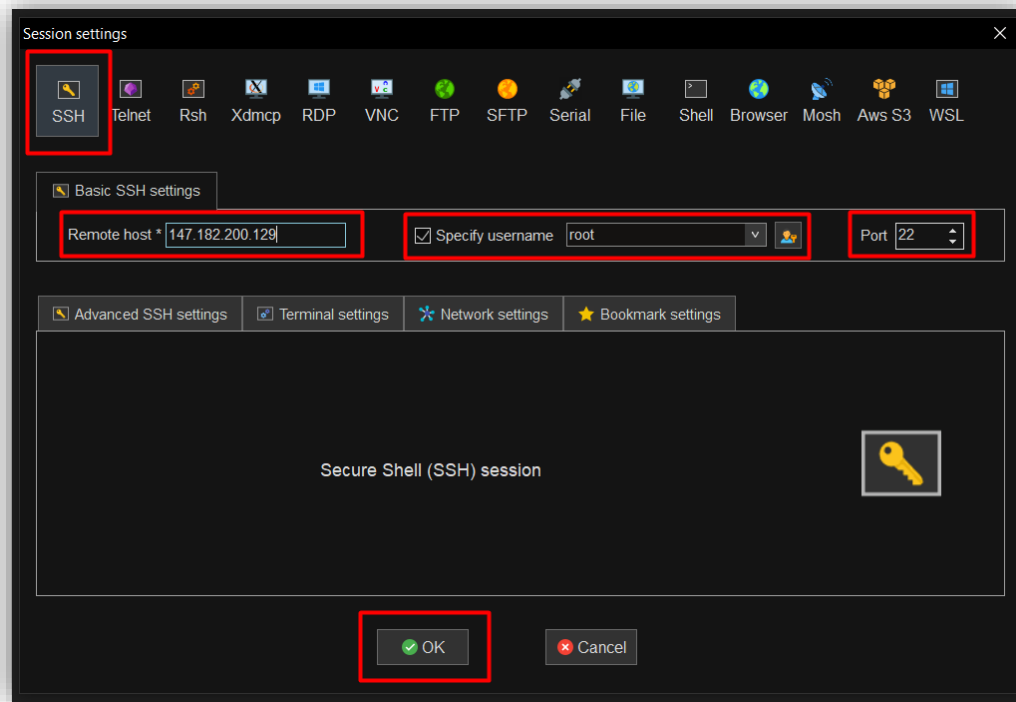 Session settings
SSH Telnet Rsh Xdmcp RDP VNC FTP SFTP Serial File Shell Browser Mosh Aws S3 WSL
Basic SSH settings
Remote host * 147.182.200.129 Specify username root Port 22
Advanced SSH settings Terminal settings Network settings Bookmark settings
Secure Shell (SSH) session
OK Cancel